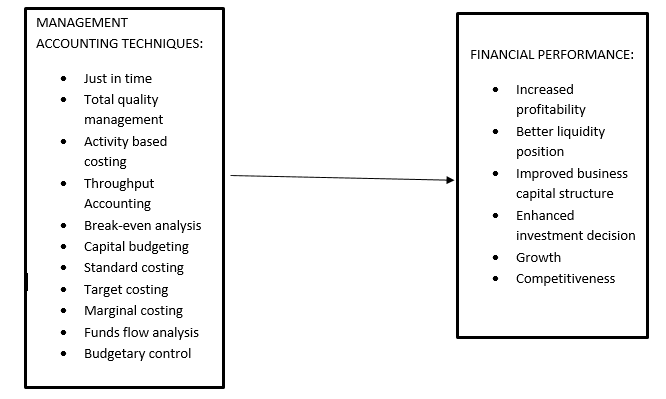 MANAGEMENT
ACCOUNTING TECHNIQUES:
• Just in time
• Total quality
management
• Activity based
costing
• Throughput
Accounting
• Break-even analysis
• Capital budgeting
• Standard costing
• Target costing
• Marginal costing
• Funds flow analysis
• Budgetary control
FINANCIAL PERFORMANCE:
• Increased
profitability
• Better liquidity
position
• Improved business
capital structure
• Enhanced
investment decision
• Growth
• Competitiveness